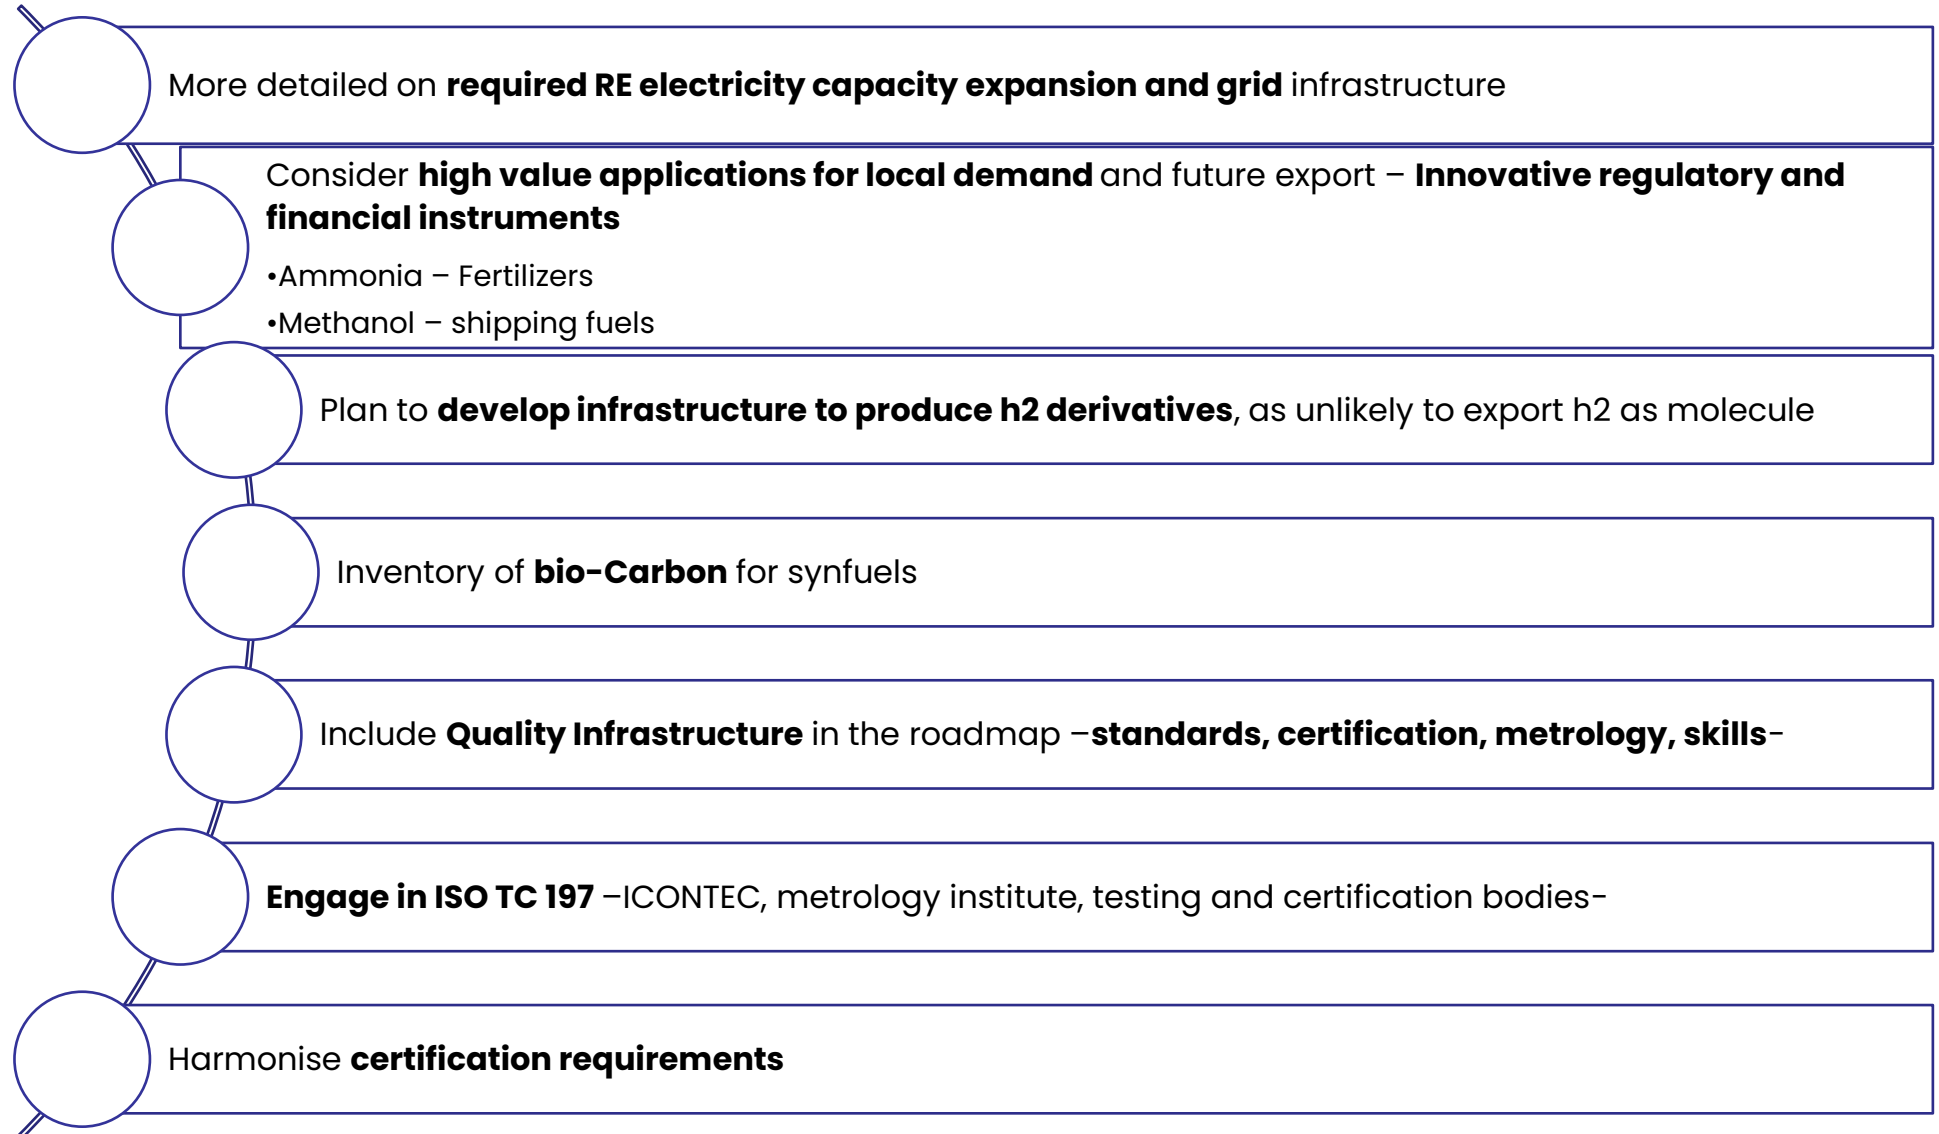 More detailed on required RE electricity capacity expansion and grid infrastructure
Consider high value applications for local demand and future export – Innovative regulatory and
financial instruments
•Ammonia – Fertilizers
•Methanol – shipping fuels
Plan to develop infrastructure to produce h2 derivatives, as unlikely to export h2 as molecule
Inventory of bio-Carbon for synfuels
Include Quality Infrastructure in the roadmap –standards, certification, metrology, skills-
Engage in ISO TC 197 –ICONTEC, metrology institute, testing and certification bodies-
Harmonise certification requirements